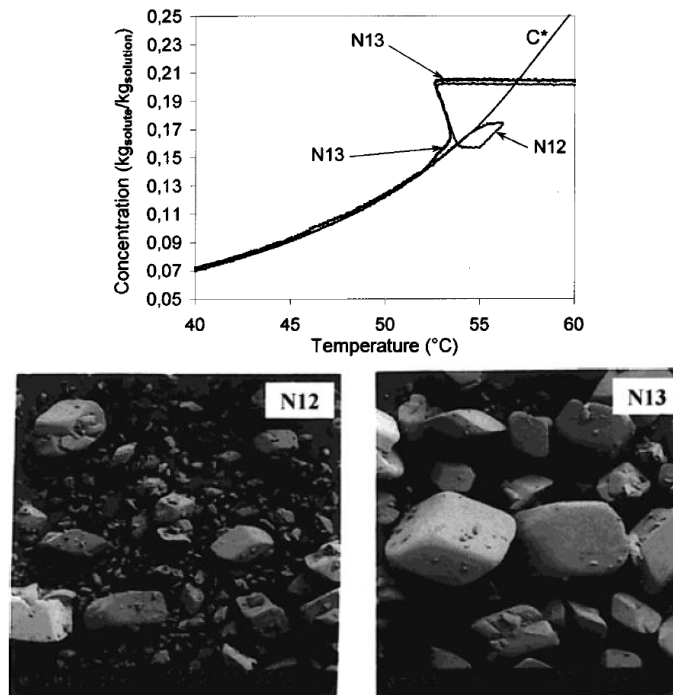 Concentration (kgsolute/kgsolution)
0,25
0,23
0,21
0,19
0,17
0,15
0,13
0,11
0,09
0,07
0,05
N13
C*
N13
N12
40
45
50
55
60
Temperature (°C)
N12
N13